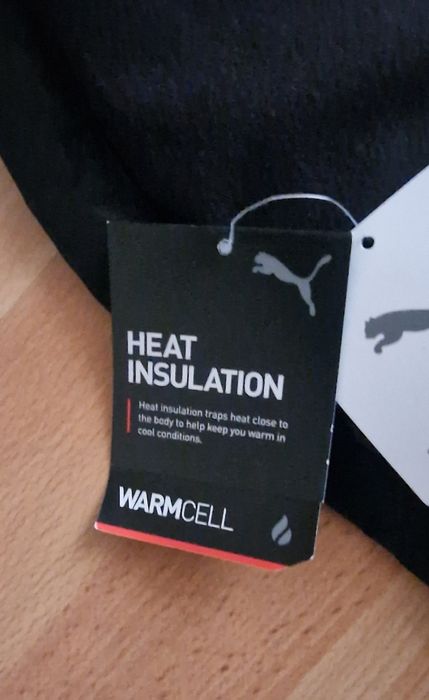 HEAT
INSULATION
Heat insulation traps heat close to
the body to help keep you warm in
cool conditions.
WARMCELL